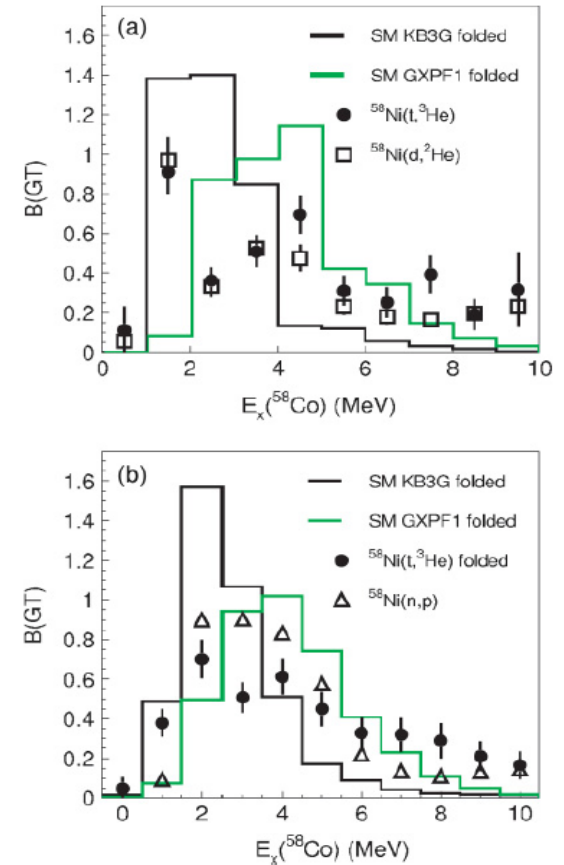 (a)
SM KB3G folded
SM GXPF1 folded
⁵⁸Ni(t,³He)
⁵⁸Ni(d,²He)
B(GT)
1.6
1.4
1.2
1
0.8
0.6
0.4
0.2
0
0 2 4 6 8 10
Eₓ(⁵⁸Co) (MeV)
(b)
SM KB3G folded
SM GXPF1 folded
⁵⁸Ni(t,³He) folded
⁵⁸Ni(n,p)
B(GT)
1.6
1.4
1.2
1
0.8
0.6
0.4
0.2
0
0 2 4 6 8 10
Eₓ(⁵⁸Co) (MeV)